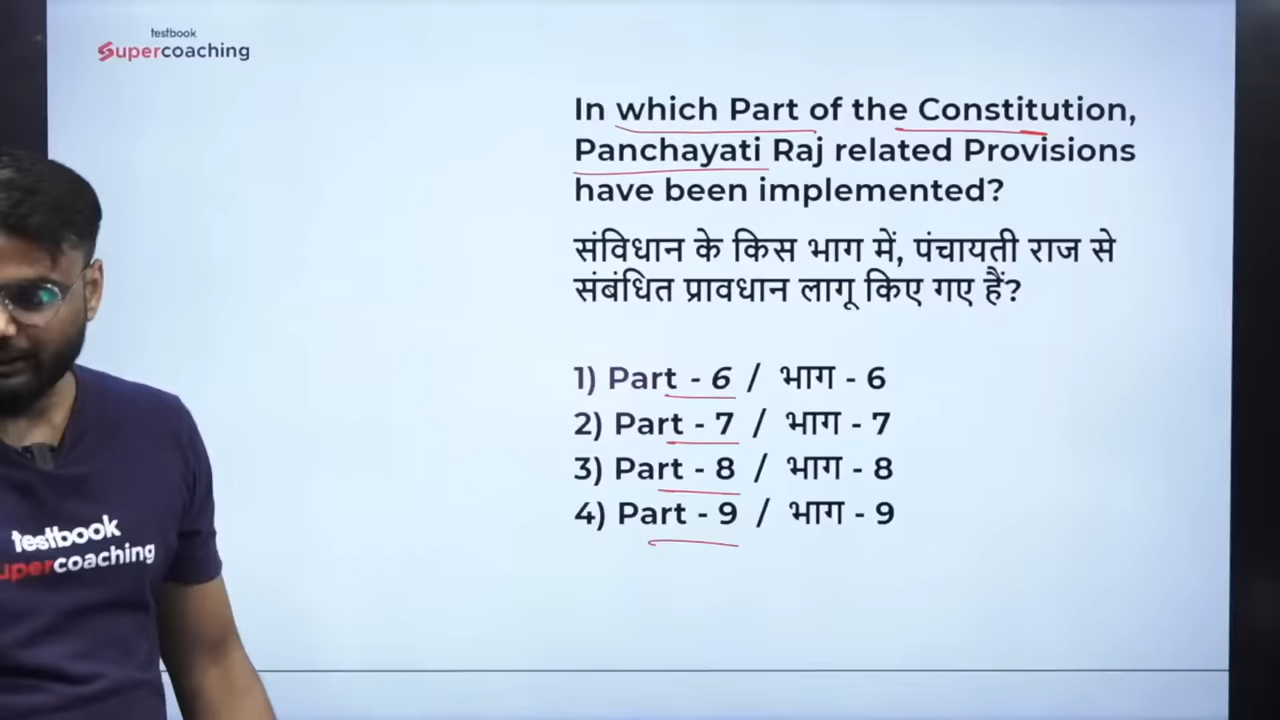 testbook
Supercoaching
In which Part of the Constitution,
Panchayati Raj related Provisions
have been implemented?
संविधान के किस भाग में, पंचायती राज से
संबंधित प्रावधान लागू किए गए हैं?
1) Part - 6 / भाग - 6
2) Part - 7 / भाग - 7
3) Part - 8 / भाग - 8
4) Part - 9 / भाग - 9
testbook
upercoaching